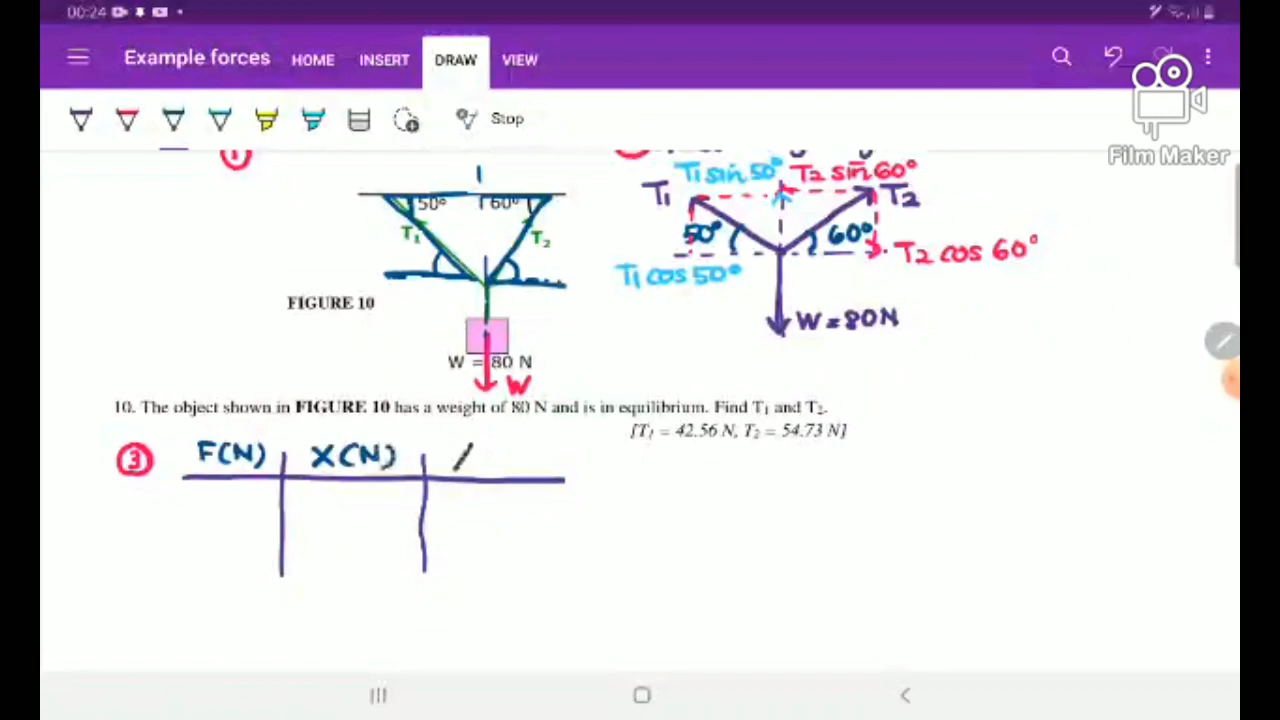 00:24
Example forces HOME INSERT DRAW VIEW
Stop
Film Maker
1
T1 sin 50° T2 sin 60°
T1 T2
50° 60°
50° 60°
T1 T2
T2 cos 60°
T1 cos 50°
FIGURE 10
W = 80N
W = 80 N
W
10. The object shown in FIGURE 10 has a weight of 80 N and is in equilibrium. Find T1 and T2.
[T1 = 42.56 N, T2 = 54.73 N]
3 F(N) X(N)